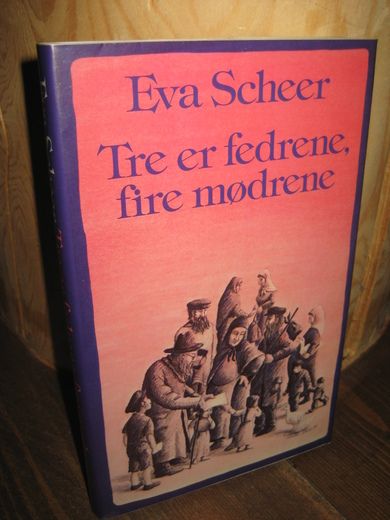 Eva Scheer
Tre er fedrene,
fire mødrene